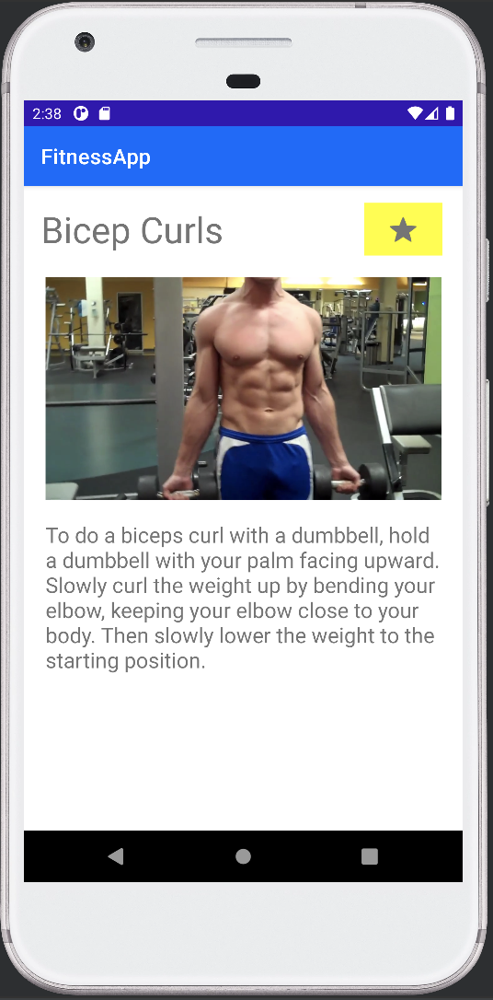 2:38
FitnessApp
Bicep Curls
To do a biceps curl with a dumbbell, hold
a dumbbell with your palm facing upward.
Slowly curl the weight up by bending your
elbow, keeping your elbow close to your
body. Then slowly lower the weight to the
starting position.